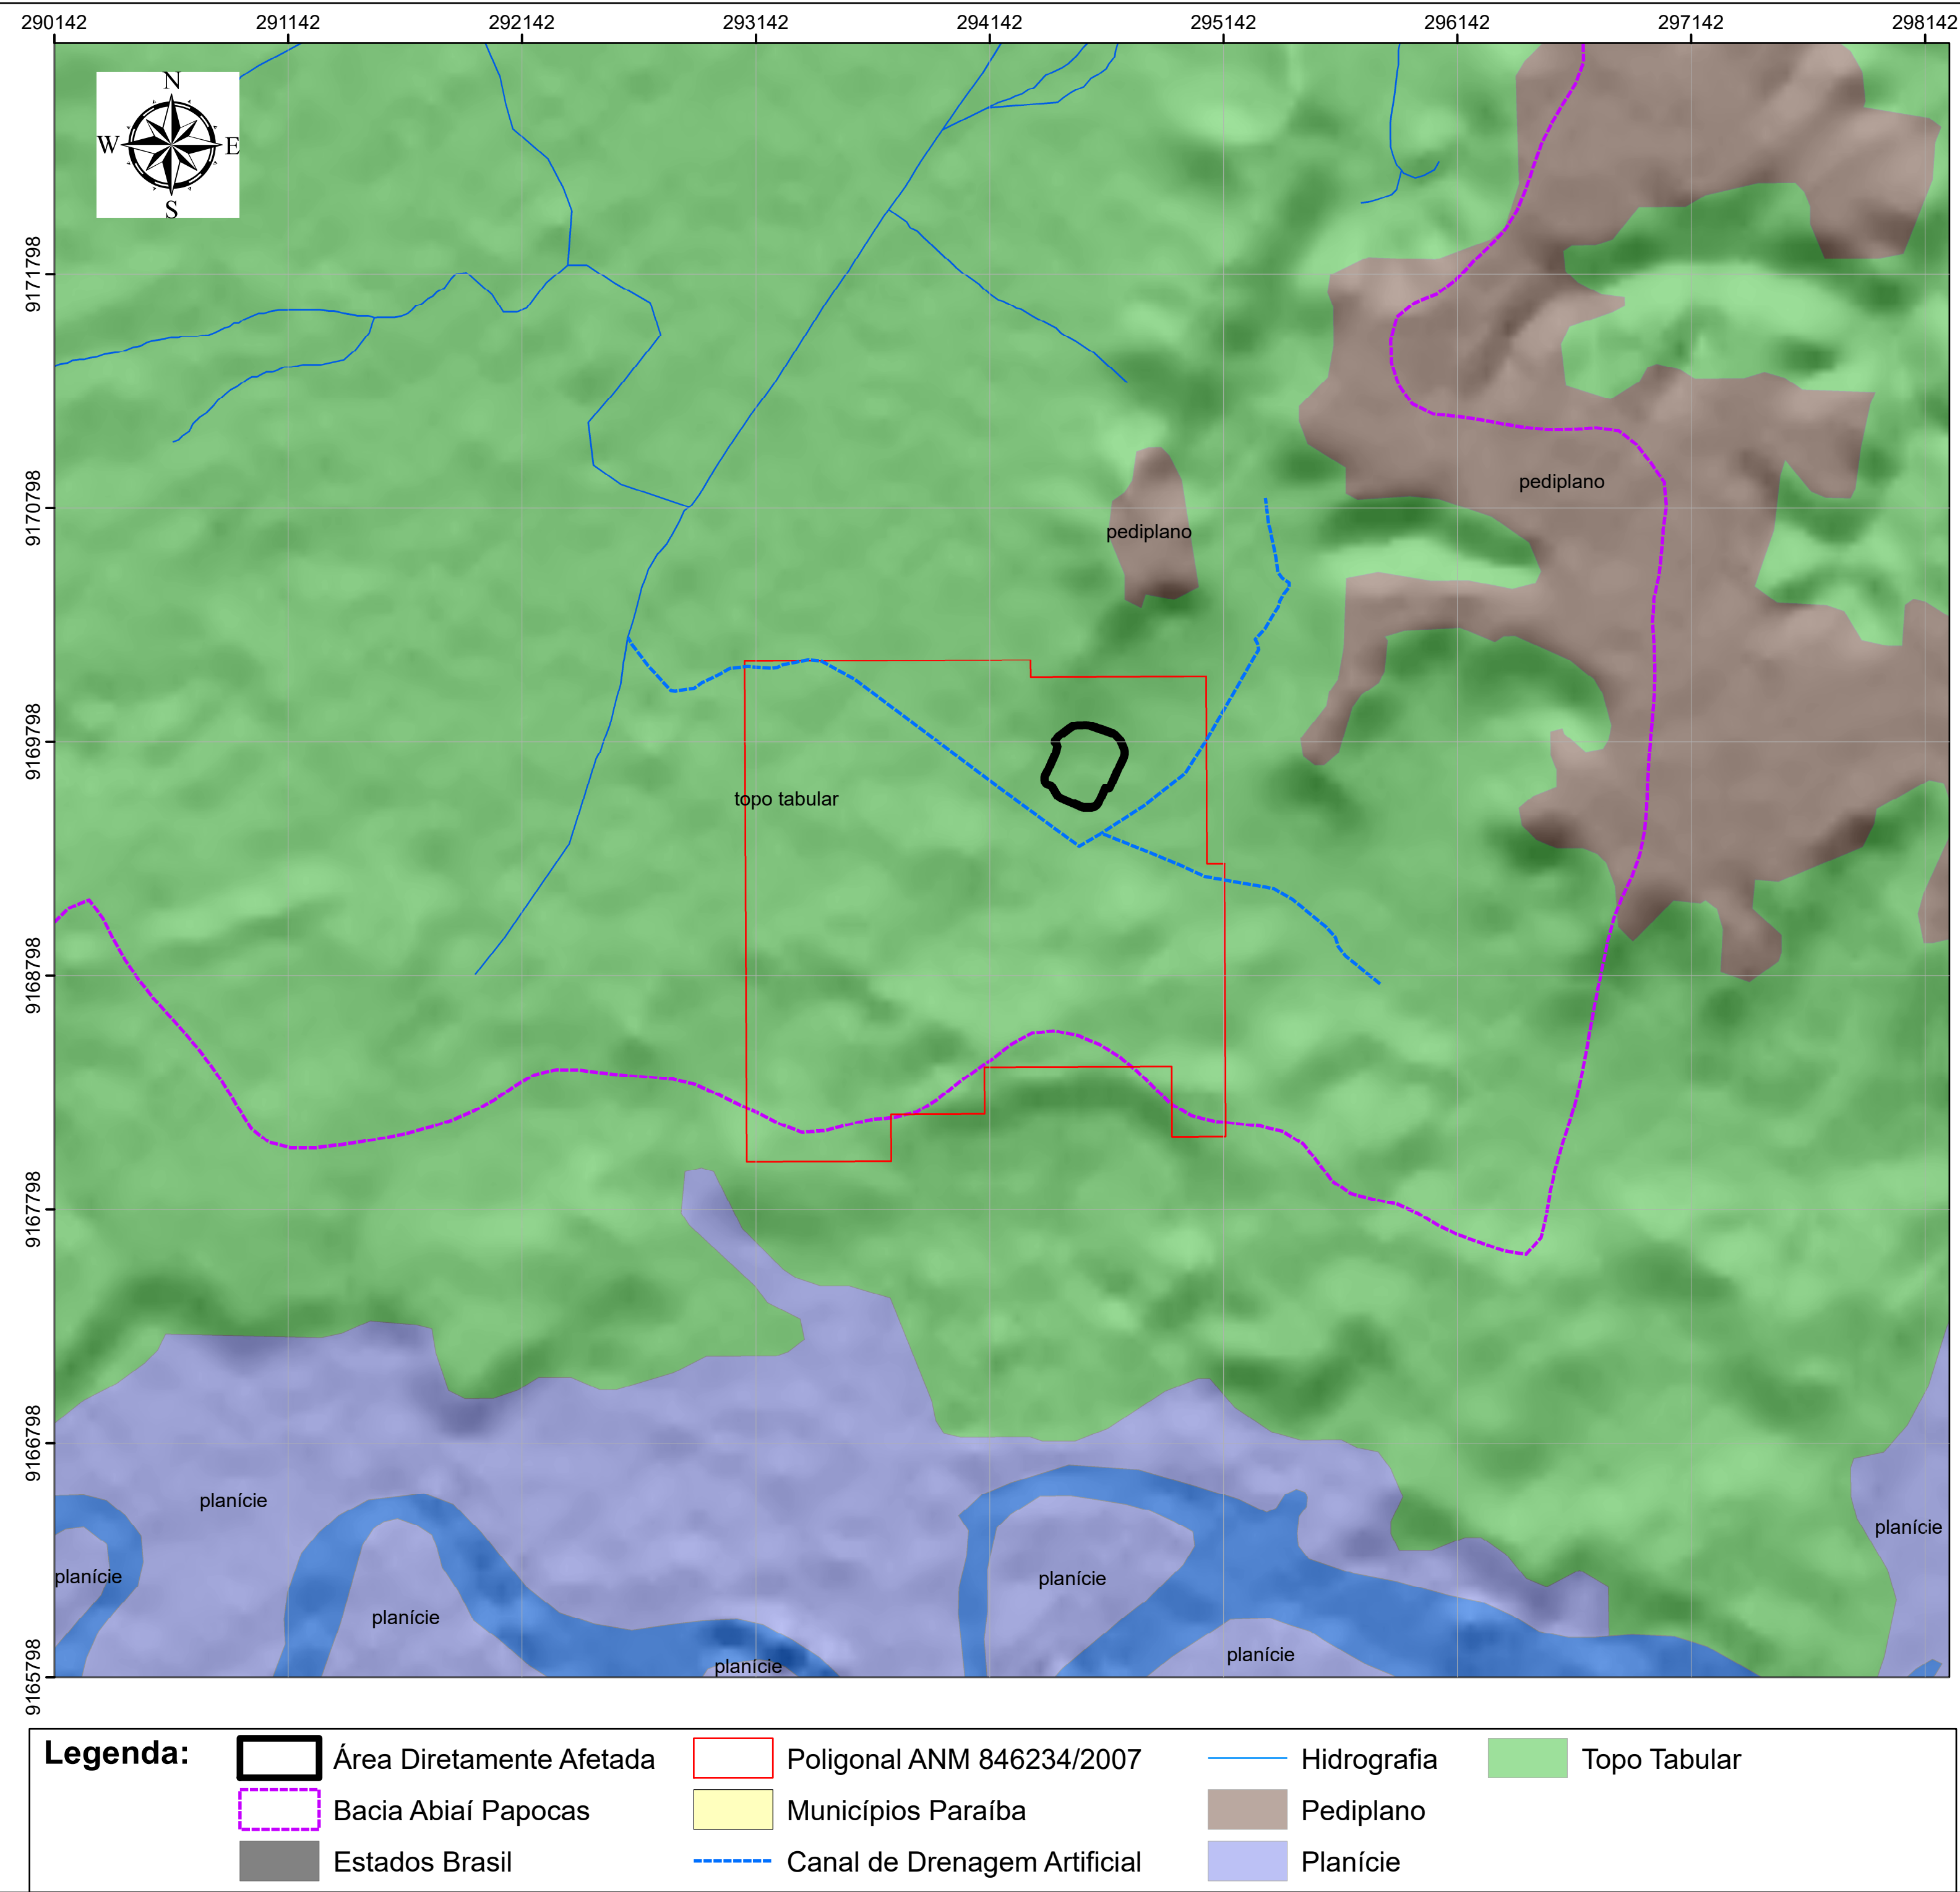 290142 291142 292142 293142 294142 295142 296142 297142 298142
N
W E
S
9171798
9170798
9169798
9168798
9167798
9166798
9165798
pediplano
pediplano
topo tabular
planície
planície
planície
planície
planície
planície
planície
Legenda:
Área Diretamente Afetada Poligonal ANM 846234/2007 Hidrografia Topo Tabular
Bacia Abiaí Papocas Municípios Paraíba Pediplano
Estados Brasil Canal de Drenagem Artificial Planície